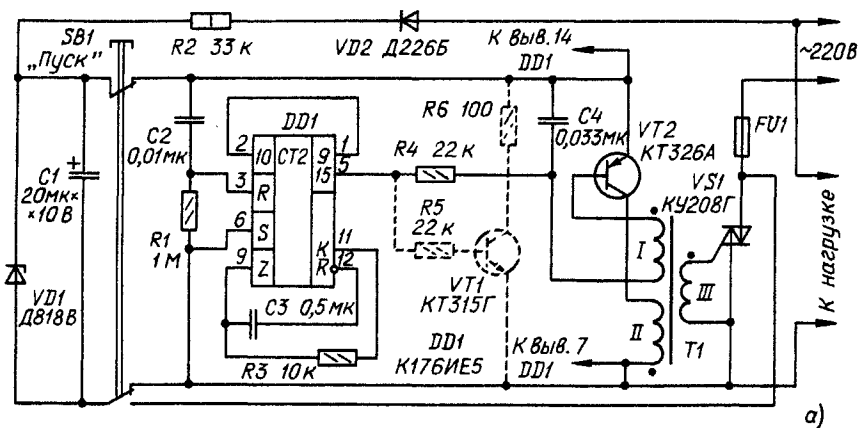 SB1
„Пуск"
R2 33 к
VD2 Д226Б
К выв. 14
DD1
~220В
C2
0,01мк
DD1
2
10
CT2
9
1
15
5
3
R
6
S
9
Z
K
11
R
12
R6 100
R4 22 к
C4
0,033мк
VT2
КТ326А
FU1
C1
20мк×
×10В
+
R1
1 М
R5
22 к
VT1
КТ315Г
VS1
КУ208Г
I
II
III
T1
К нагрузке
VD1
Д818В
C3 0,5мк
R3 10к
DD1
К176ИЕ5
К выв. 7
DD1
а)